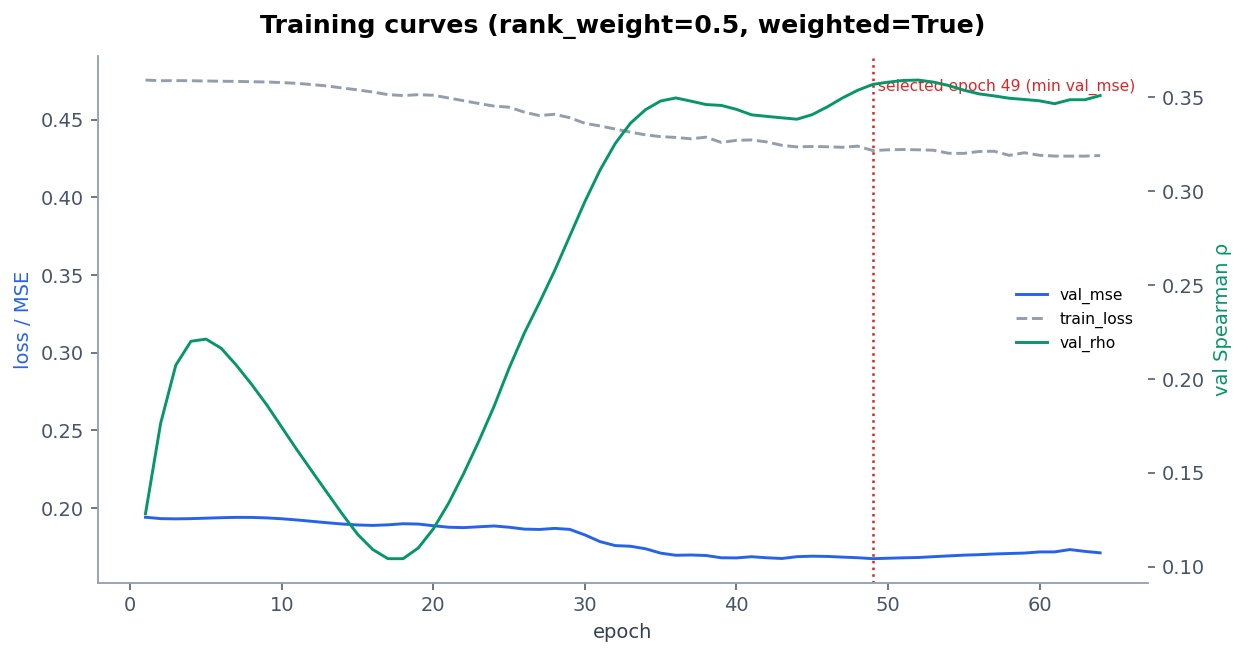 Training curves (rank_weight=0.5, weighted=True)
selected epoch 49 (min val_mse)
loss / MSE
0.45
0.40
0.35
0.30
0.25
0.20
val_mse
train_loss
val_rho
0.35
0.30
0.25
0.20
0.15
0.10
val Spearman ρ
0
10
20
30
40
50
60
epoch